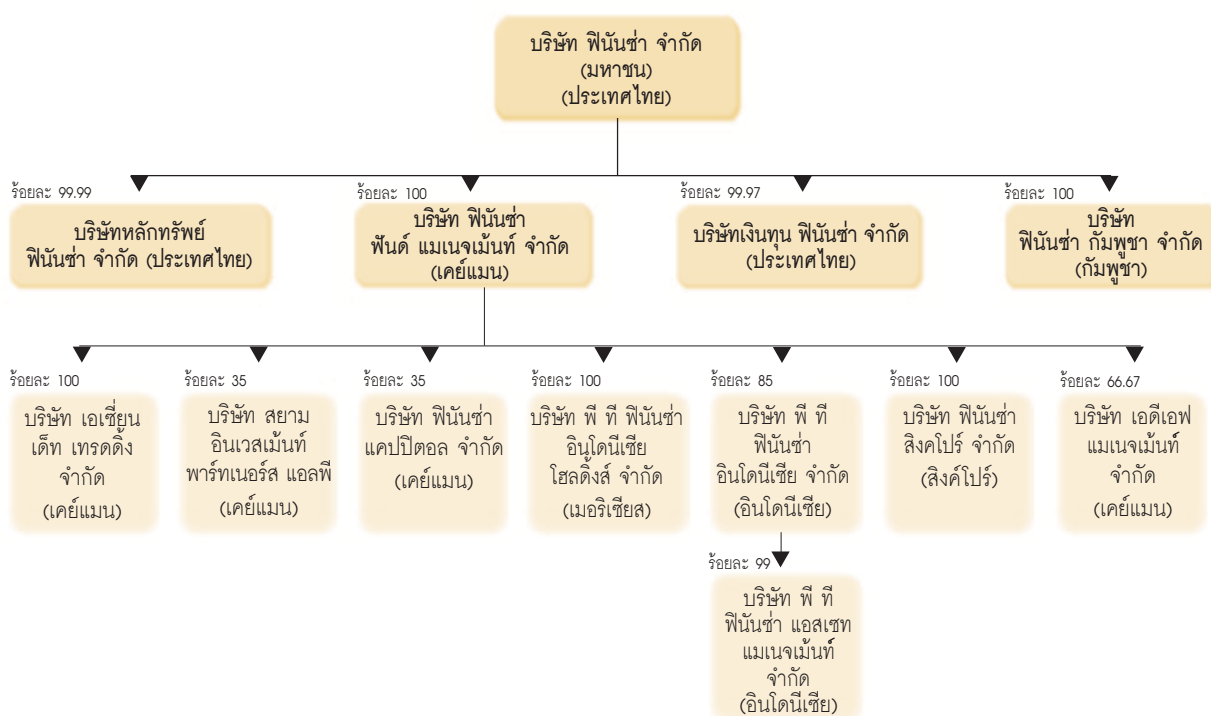 บริษัท ฟินันซ่า จำกัด
(มหาชน)
(ประเทศไทย)
ร้อยละ 99.99
บริษัทหลักทรัพย์
ฟินันซ่า จำกัด (ประเทศไทย)
ร้อยละ 100
บริษัท ฟินันซ่า
ฟันด์ แมเนจเม้นท์ จำกัด
(เคย์แมน)
ร้อยละ 99.97
บริษัทเงินทุน ฟินันซ่า จำกัด
(ประเทศไทย)
ร้อยละ 100
บริษัท
ฟินันซ่า กัมพูชา จำกัด
(กัมพูชา)
ร้อยละ 100
บริษัท เอเซี่ยน
เด็ท เทรดดิ้ง
จำกัด
(เคย์แมน)
ร้อยละ 35
บริษัท สยาม
อินเวสเม้นท์
พาร์ทเนอร์ส แอลพี
(เคย์แมน)
ร้อยละ 35
บริษัท ฟินันซ่า
แคปปิตอล จำกัด
(เคย์แมน)
ร้อยละ 100
บริษัท พี ที ฟินันซ่า
อินโดนีเซีย
โฮลดิ้งส์ จำกัด
(เมอริเซียส)
ร้อยละ 85
บริษัท พี ที
ฟินันซ่า
อินโดนีเซีย จำกัด
(อินโดนีเซีย)
ร้อยละ 100
บริษัท ฟินันซ่า
สิงคโปร์ จำกัด
(สิงค์โปร์)
ร้อยละ 66.67
บริษัท เอดีเอฟ
แมเนจเม้นท์
จำกัด
(เคย์แมน)
ร้อยละ 99
บริษัท พี ที
ฟินันซ่า แอสเซท
แมเนจเม้นท์
จำกัด
(อินโดนีเซีย)